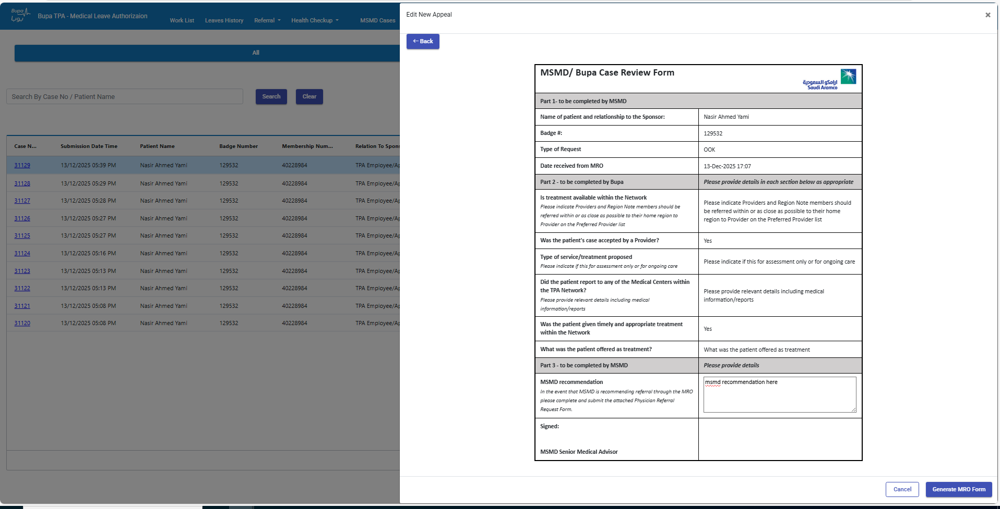 Bupa
بوبا
Bupa TPA - Medical Leave Authorizaion
Work List
Leaves History
Referral
Health Checkup
MSMD Cases
All
Search By Case No / Patient Name
Search
Clear
Case N... Submission Date Time Patient Name Badge Number Membership Num... Relation To Spons
31129 13/12/2025 05:39 PM Nasir Ahmed Yami 129532 40228984 TPA Employee/Ap
31128 13/12/2025 05:29 PM Nasir Ahmed Yami 129532 40228984 TPA Employee/Ap
31127 13/12/2025 05:28 PM Nasir Ahmed Yami 129532 40228984 TPA Employee/Ap
31126 13/12/2025 05:27 PM Nasir Ahmed Yami 129532 40228984 TPA Employee/Ap
31125 13/12/2025 05:27 PM Nasir Ahmed Yami 129532 40228984 TPA Employee/Ap
31124 13/12/2025 05:16 PM Nasir Ahmed Yami 129532 40228984 TPA Employee/Ap
31123 13/12/2025 05:13 PM Nasir Ahmed Yami 129532 40228984 TPA Employee/Ap
31122 13/12/2025 05:13 PM Nasir Ahmed Yami 129532 40228984 TPA Employee/Ap
31121 13/12/2025 05:08 PM Nasir Ahmed Yami 129532 40228984 TPA Employee/Ap
31120 13/12/2025 05:08 PM Nasir Ahmed Yami 129532 40228984 TPA Employee/Ap
Edit New Appeal
Back
MSMD/ Bupa Case Review Form
ارامكو السعودية
Saudi Aramco
Part 1- to be completed by MSMD
Name of patient and relationship to the Sponsor:
Nasir Ahmed Yami
Badge #:
129532
Type of Request
OOK
Date received from MRO
13-Dec-2025 17:07
Part 2 - to be completed by Bupa
Please provide details in each section below as appropriate
Is treatment available within the Network
Please indicate Providers and Region Note members should be
referred within or as close as possible to their home region to
Provider on the Preferred Provider list
Please indicate Providers and Region Note members should
be referred within or as close as possible to their home
region to Provider on the Preferred Provider list
Was the patient's case accepted by a Provider?
Yes
Type of service/treatment proposed
Please indicate if this for assessment only or for ongoing care
Please indicate if this for assessment only or for ongoing care
Did the patient report to any of the Medical Centers within
the TPA Network?
Please provide relevant details including medical
information/reports
Please provide relevant details including medical
information/reports
Was the patient given timely and appropriate treatment
within the Network
Yes
What was the patient offered as treatment?
What was the patient offered as treatment
Part 3 - to be completed by MSMD
Please provide details
MSMD recommendation
In the event that MSMD is recommending referral through the MRO
please complete and submit the attached Physician Referral
Request Form.
msmd recommendation here
Signed:
MSMD Senior Medical Advisor
Cancel
Generate MRO Form